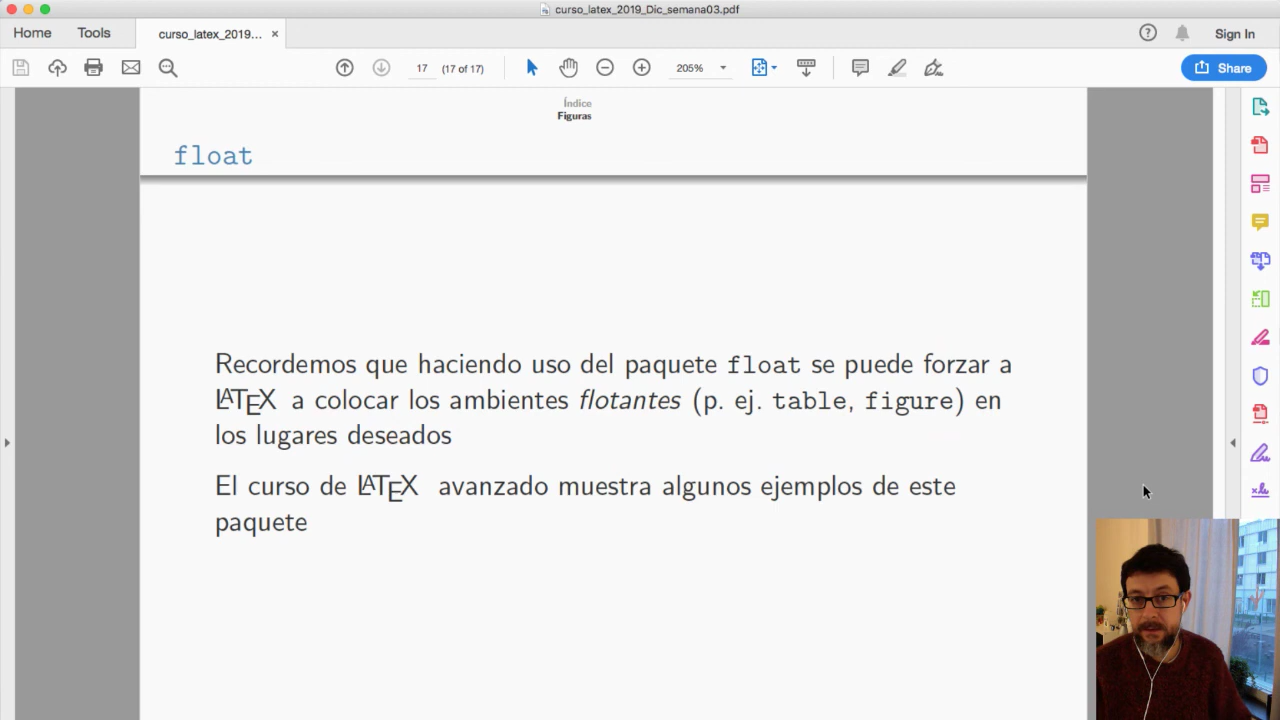 curso_latex_2019_Dic_semana03.pdf
Home Tools curso_latex_2019... × Sign In
17 (17 of 17) 205% Share
Índice
Figuras
float
Recordemos que haciendo uso del paquete float se puede forzar a
LATEX a colocar los ambientes flotantes (p. ej. table, figure) en
los lugares deseados
El curso de LATEX avanzado muestra algunos ejemplos de este
paquete